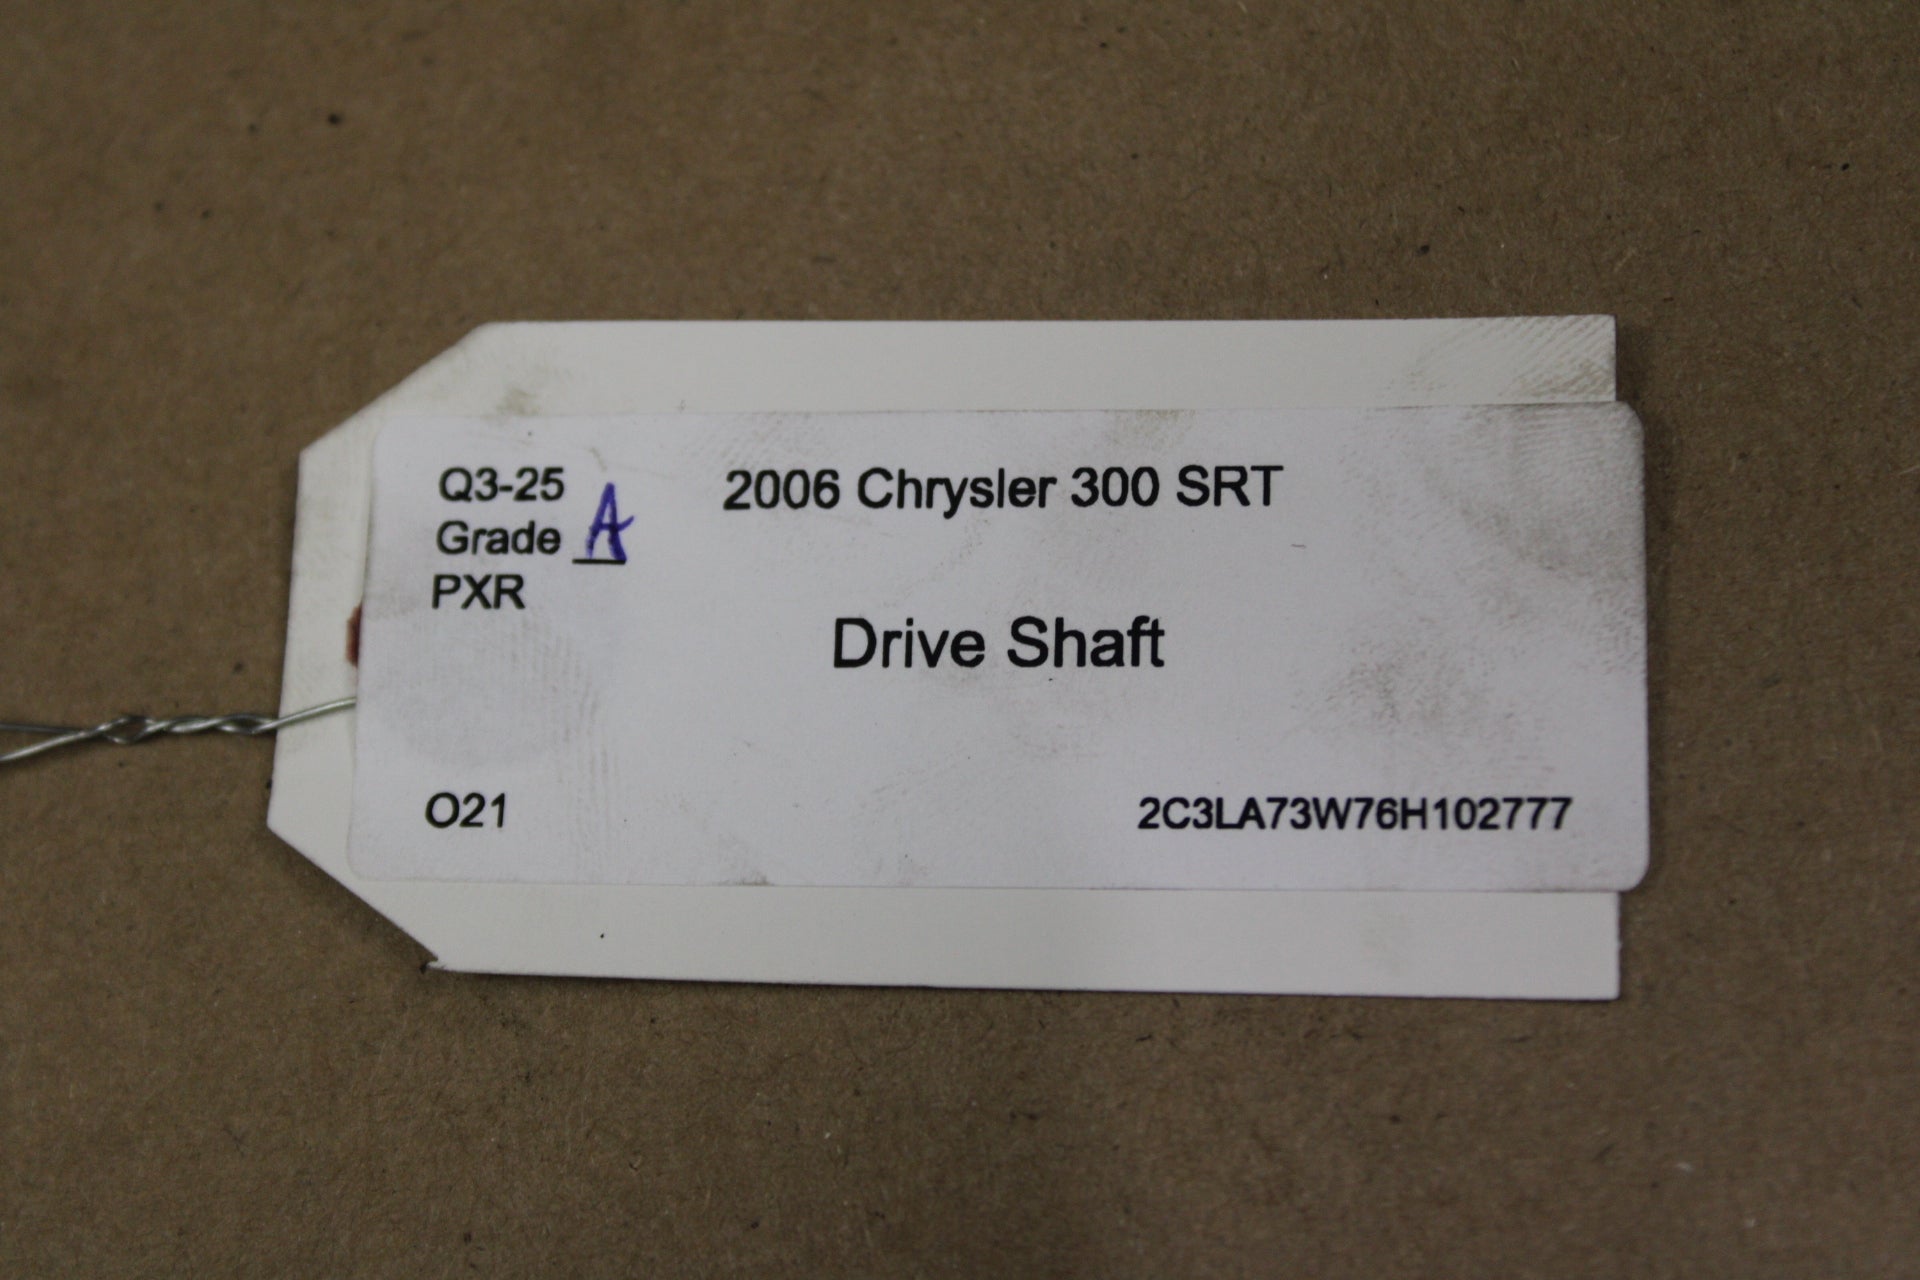 Q3-25
Grade A
PXR
2006 Chrysler 300 SRT
Drive Shaft
O21
2C3LA73W76H102777